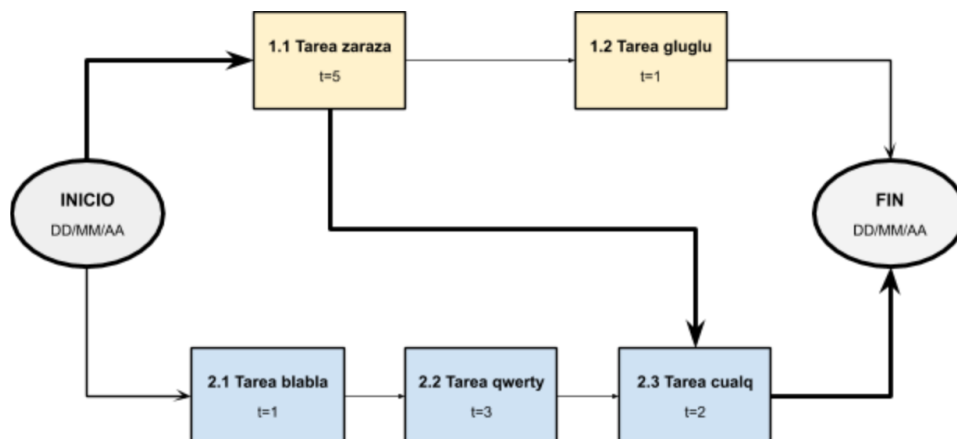 1.1 Tarea zaraza
t=5
1.2 Tarea gluglu
t=1
INICIO
DD/MM/AA
FIN
DD/MM/AA
2.1 Tarea blabla
t=1
2.2 Tarea qwerty
t=3
2.3 Tarea cualq
t=2